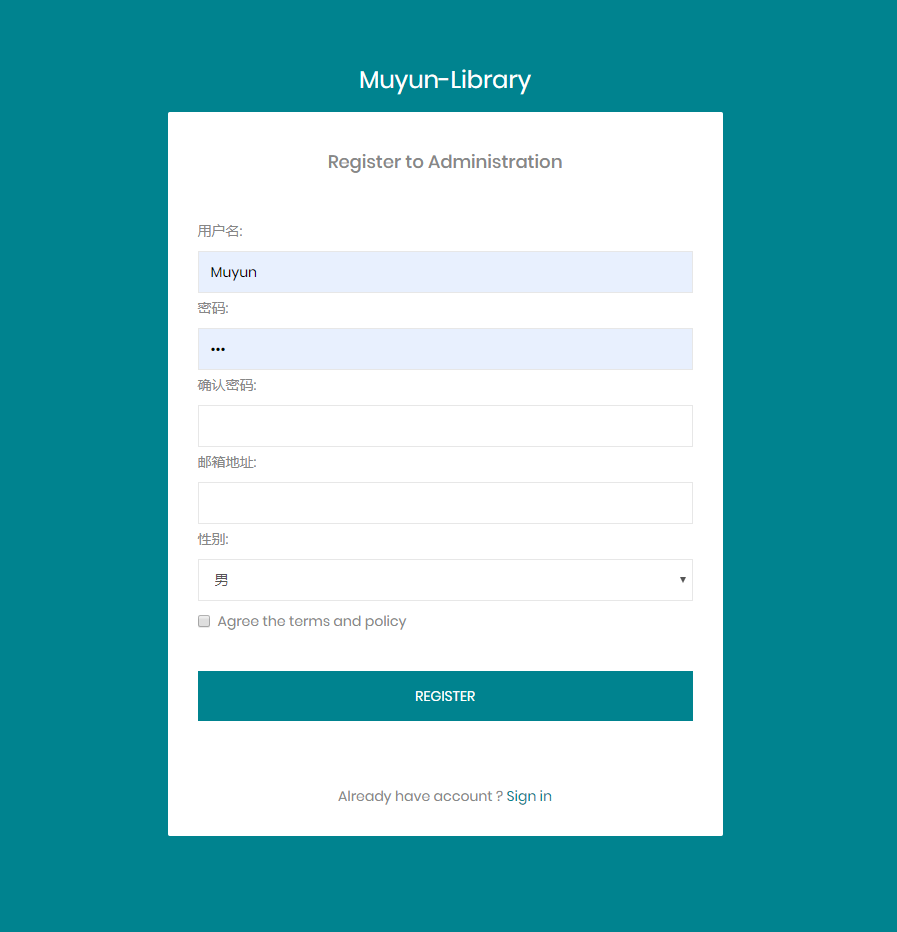 Muyun-Library
Register to Administration
用户名:
Muyun
密码:
•••
确认密码:
邮箱地址:
性别:
男
Agree the terms and policy
REGISTER
Already have account ? Sign in